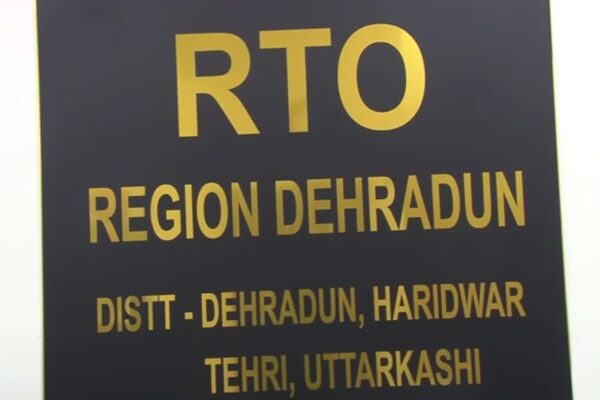 RTO
REGION DEHRADUN
DISTT - DEHRADUN, HARIDWAR
TEHRI, UTTARKASHI